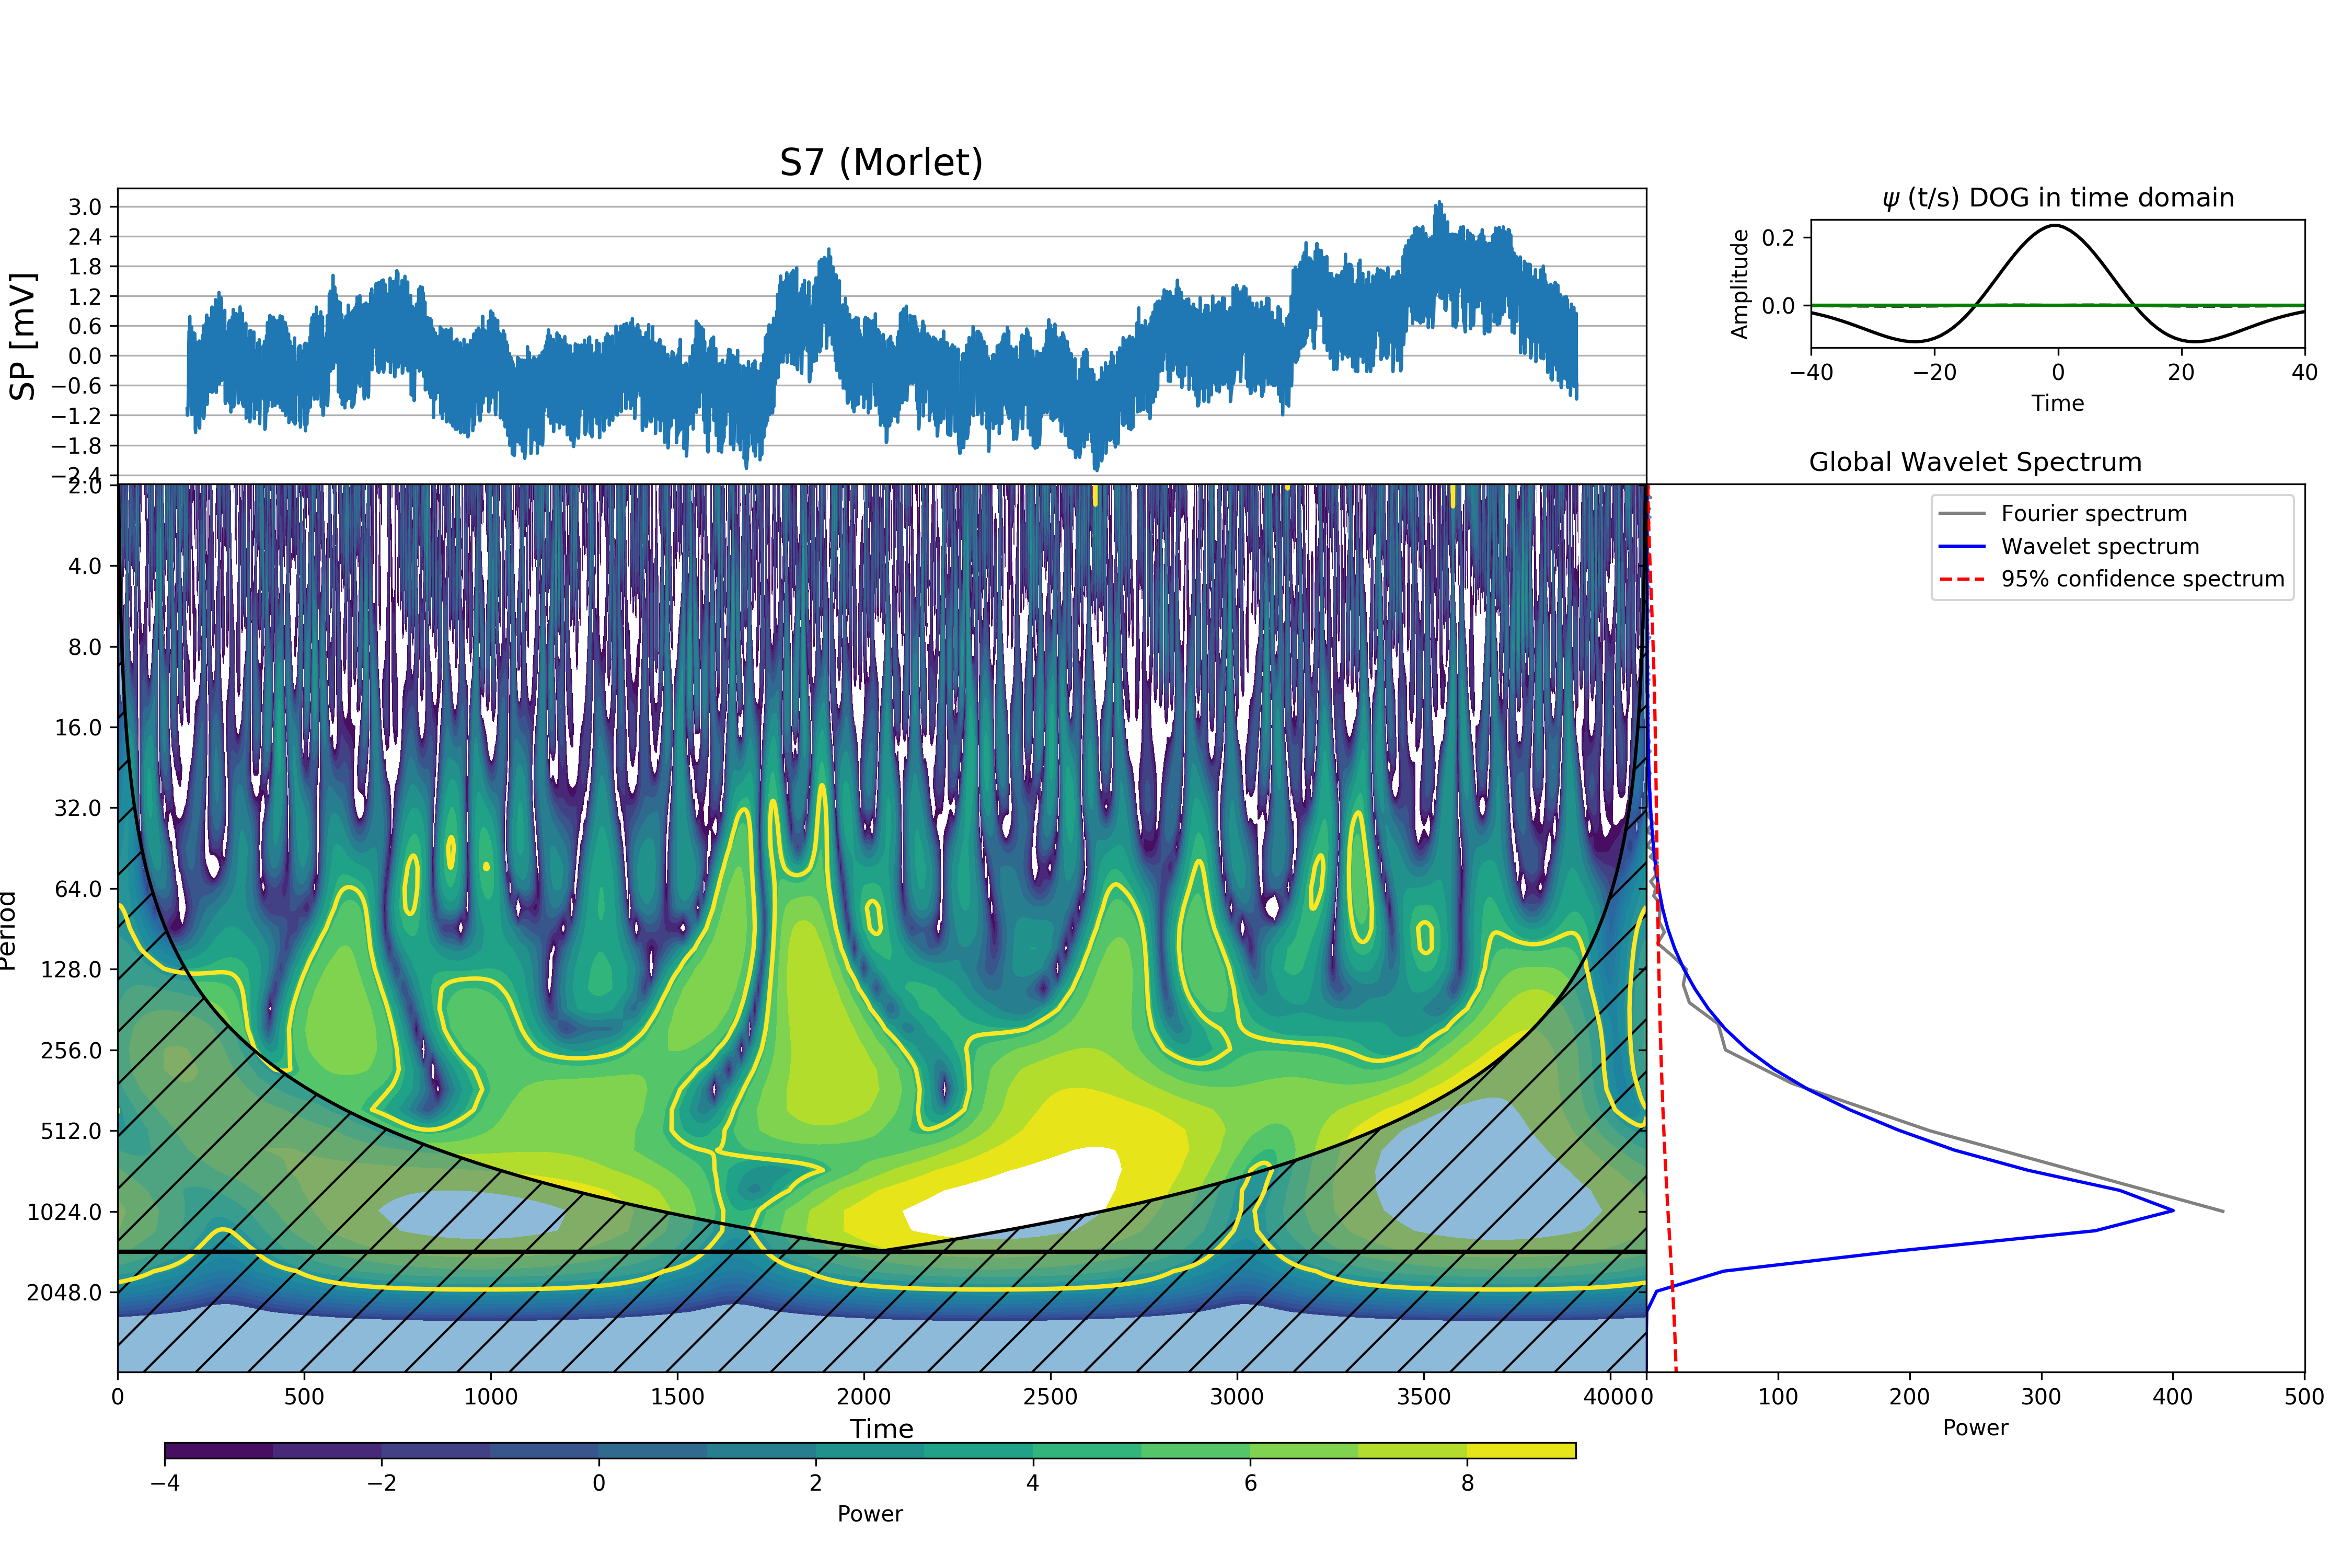 S7 (Morlet)
SP [mV]
3.0
2.4
1.8
1.2
0.6
0.0
−0.6
−1.2
−1.8
−2.4
ψ (t/s) DOG in time domain
Amplitude
0.2
0.0
−40 −20 0 20 40
Time
Global Wavelet Spectrum
Fourier spectrum
Wavelet spectrum
95% confidence spectrum
Period
2.0
4.0
8.0
16.0
32.0
64.0
128.0
256.0
512.0
1024.0
2048.0
0 500 1000 1500 2000 2500 3000 3500 4000
Time
0 100 200 300 400 500
Power
−4 −2 0 2 4 6 8
Power